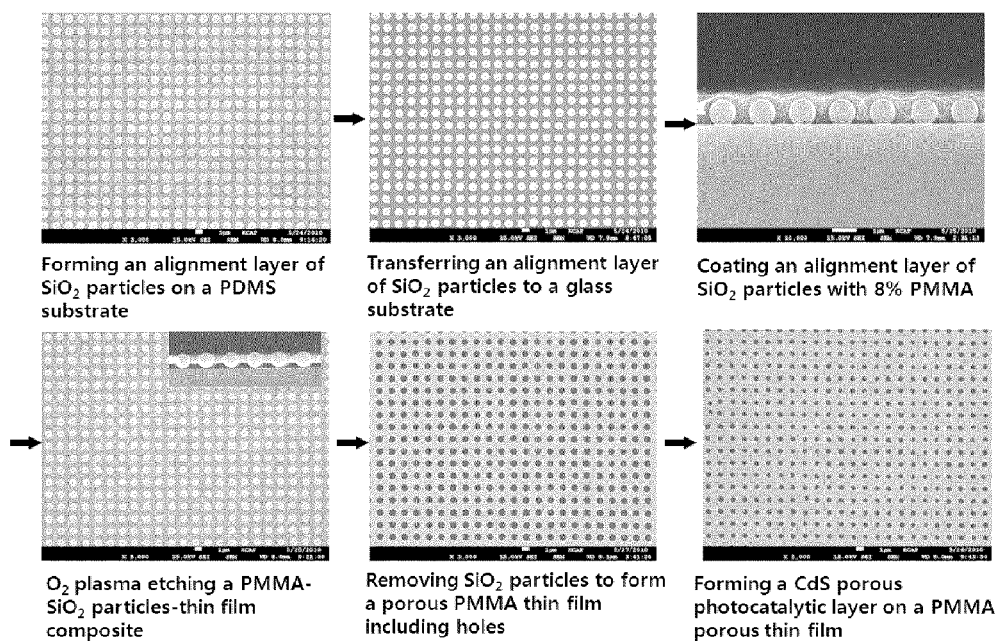 Forming an alignment layer of
SiO₂ particles on a PDMS
substrate
Transferring an alignment layer
of SiO₂ particles to a glass
substrate
Coating an alignment layer of
SiO₂ particles with 8% PMMA
O₂ plasma etching a PMMA-
SiO₂ particles-thin film
composite
Removing SiO₂ particles to form
a porous PMMA thin film
including holes
Forming a CdS porous
photocatalytic layer on a PMMA
porous thin film